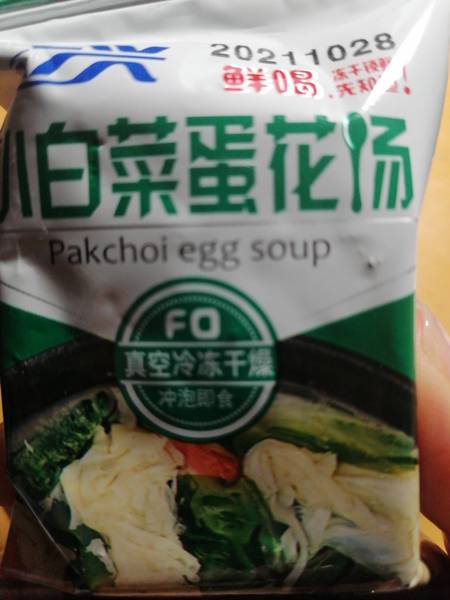 兴
20211028
鲜喝
冻干锁鲜
先知
小白菜蛋花汤
Pakchoi egg soup
FD
真空冷冻干燥
冲泡即食